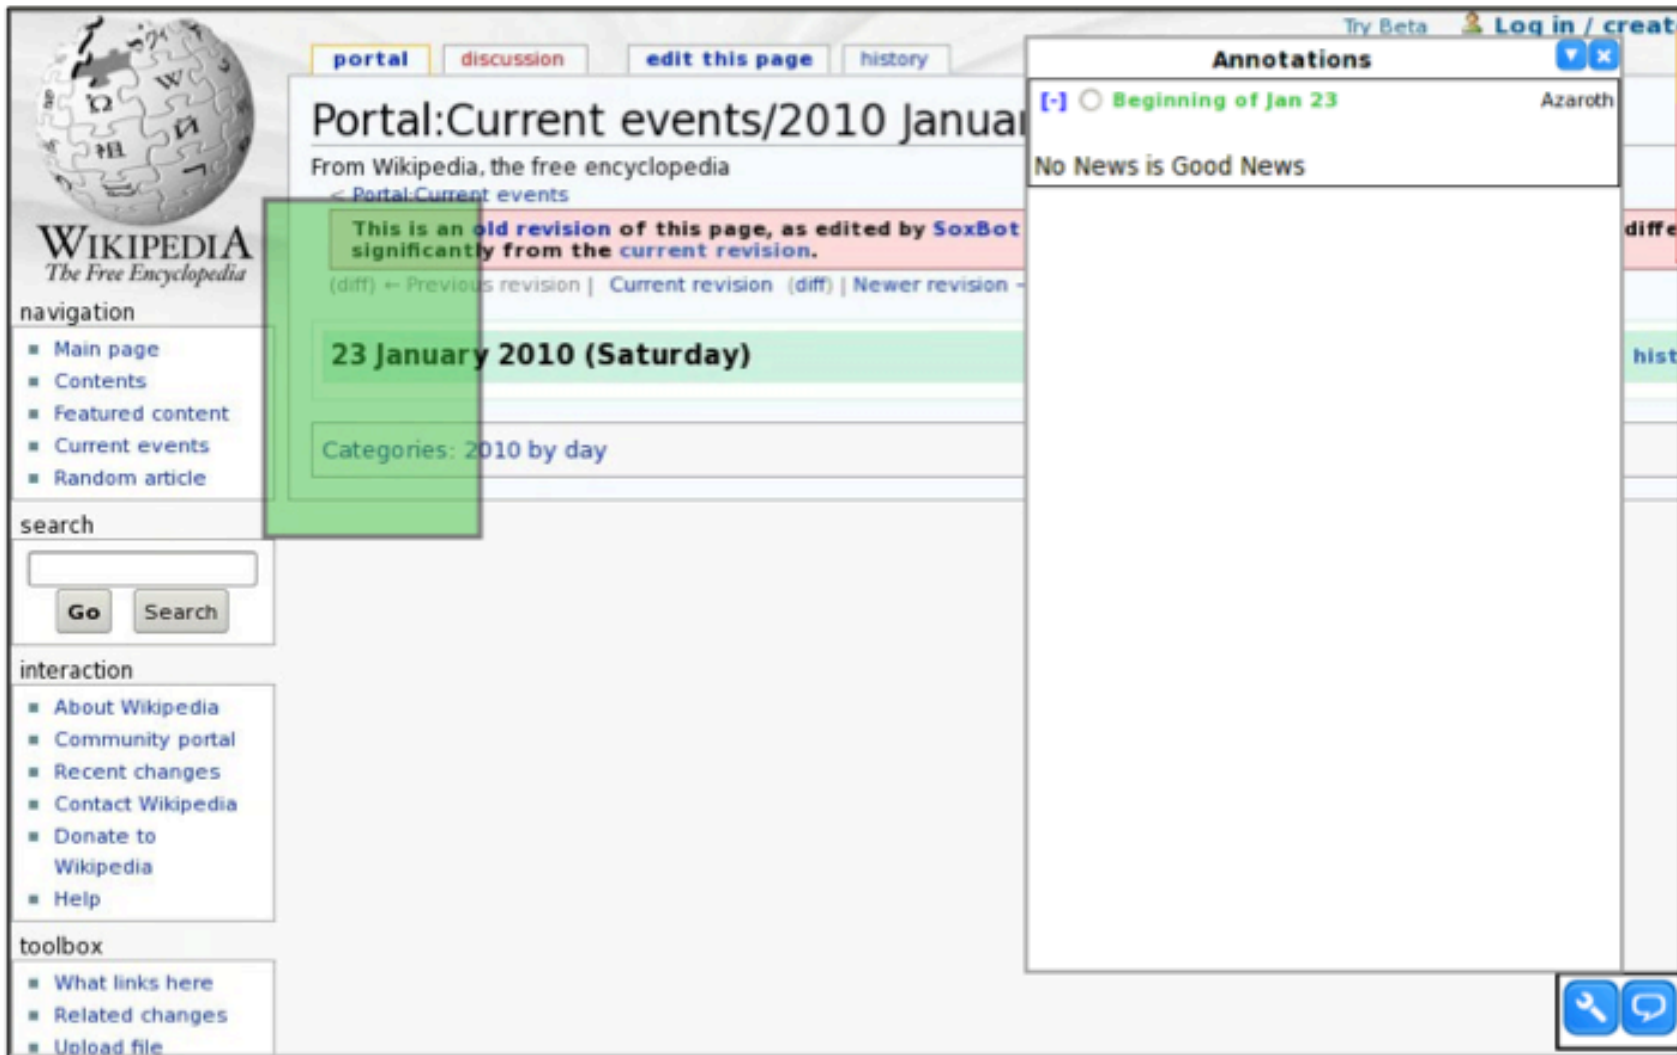 Try Beta Log in / creat
portal discussion edit this page history
Portal:Current events/2010 Januar
From Wikipedia, the free encyclopedia
< Portal:Current events
This is an old revision of this page, as edited by SoxBot
significantly from the current revision.
diffe
(diff) ← Previous revision | Current revision (diff) | Newer revision
23 January 2010 (Saturday)
hist
Categories: 2010 by day
Annotations
[-] Beginning of Jan 23 Azaroth
No News is Good News
WIKIPEDIA
The Free Encyclopedia
navigation
Main page
Contents
Featured content
Current events
Random article
search
Go Search
interaction
About Wikipedia
Community portal
Recent changes
Contact Wikipedia
Donate to
Wikipedia
Help
toolbox
What links here
Related changes
Upload file